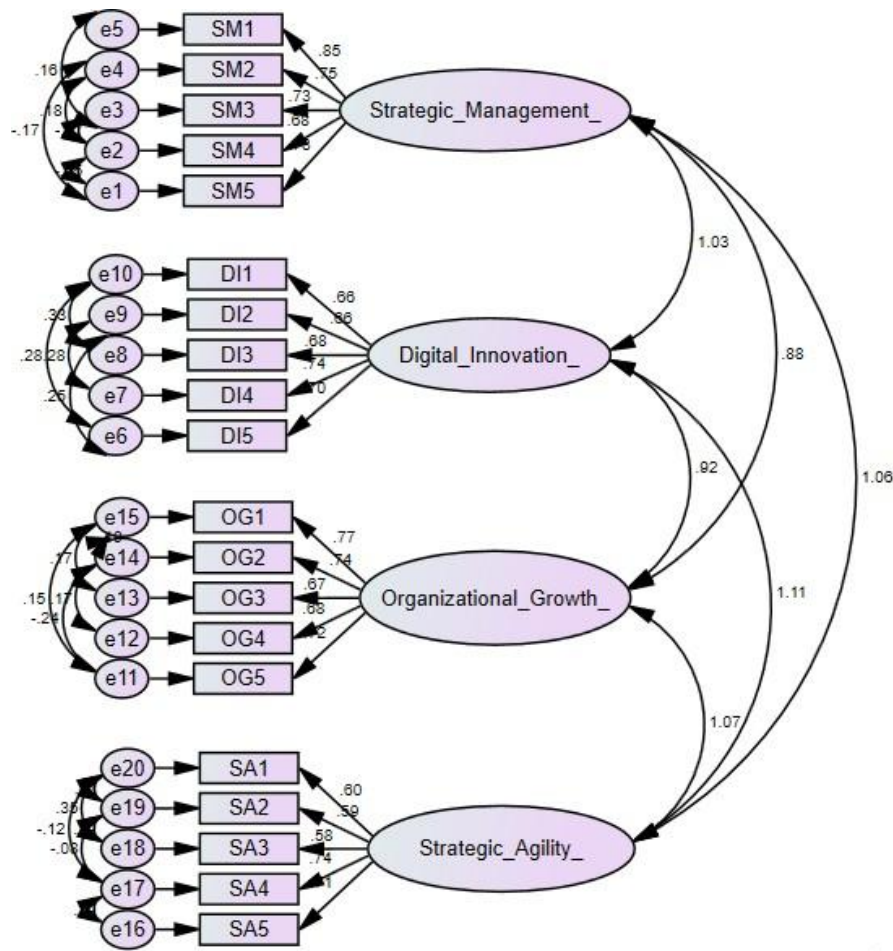 e5 SM1
.85
e4 SM2
.75
.16
e3 SM3
.73
Strategic_Management_
.18
.68
-.17
e2 SM4
e1 SM5
1.03
e10 DI1
.66
e9 DI2
.66
.33
e8 DI3
.68
Digital_Innovation_
.28 .28
.74
.88
e7 DI4
.25
e6 DI5
.92
1.06
e15 OG1
.77
e14 OG2
.74
.17
e13 OG3
.67
Organizational_Growth_
.15 .17
.68
1.11
-.24
e12 OG4
e11 OG5
1.07
e20 SA1
.60
e19 SA2
.59
.35
-.12
e18 SA3
.58
Strategic_Agility_
.74
e17 SA4
e16 SA5